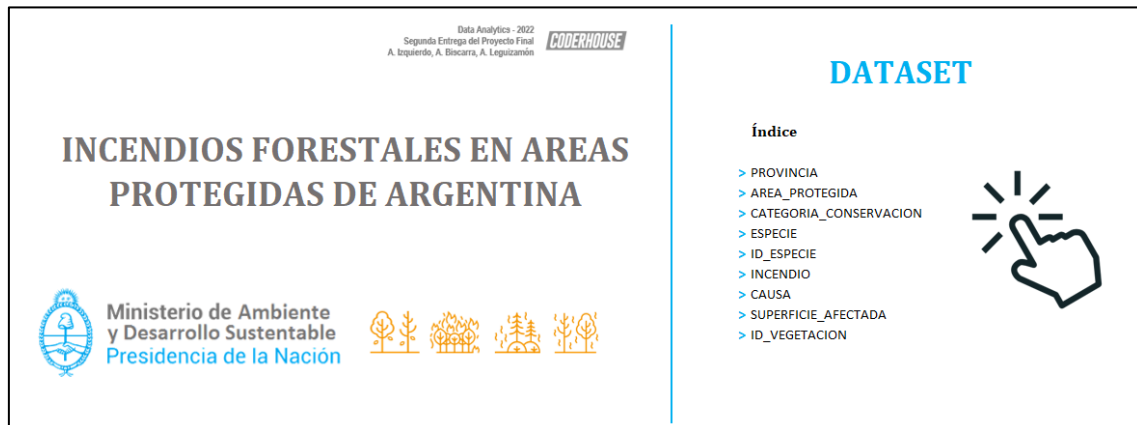 Data Analytics - 2022
Segunda Entrega del Proyecto Final
A. Izquierdo, A. Biscarra, A. Leguizamón
CODERHOUSE
INCENDIOS FORESTALES EN AREAS
PROTEGIDAS DE ARGENTINA
Ministerio de Ambiente
y Desarrollo Sustentable
Presidencia de la Nación
DATASET
Índice
> PROVINCIA
> AREA_PROTEGIDA
> CATEGORIA_CONSERVACION
> ESPECIE
> ID_ESPECIE
> INCENDIO
> CAUSA
> SUPERFICIE_AFECTADA
> ID_VEGETACION